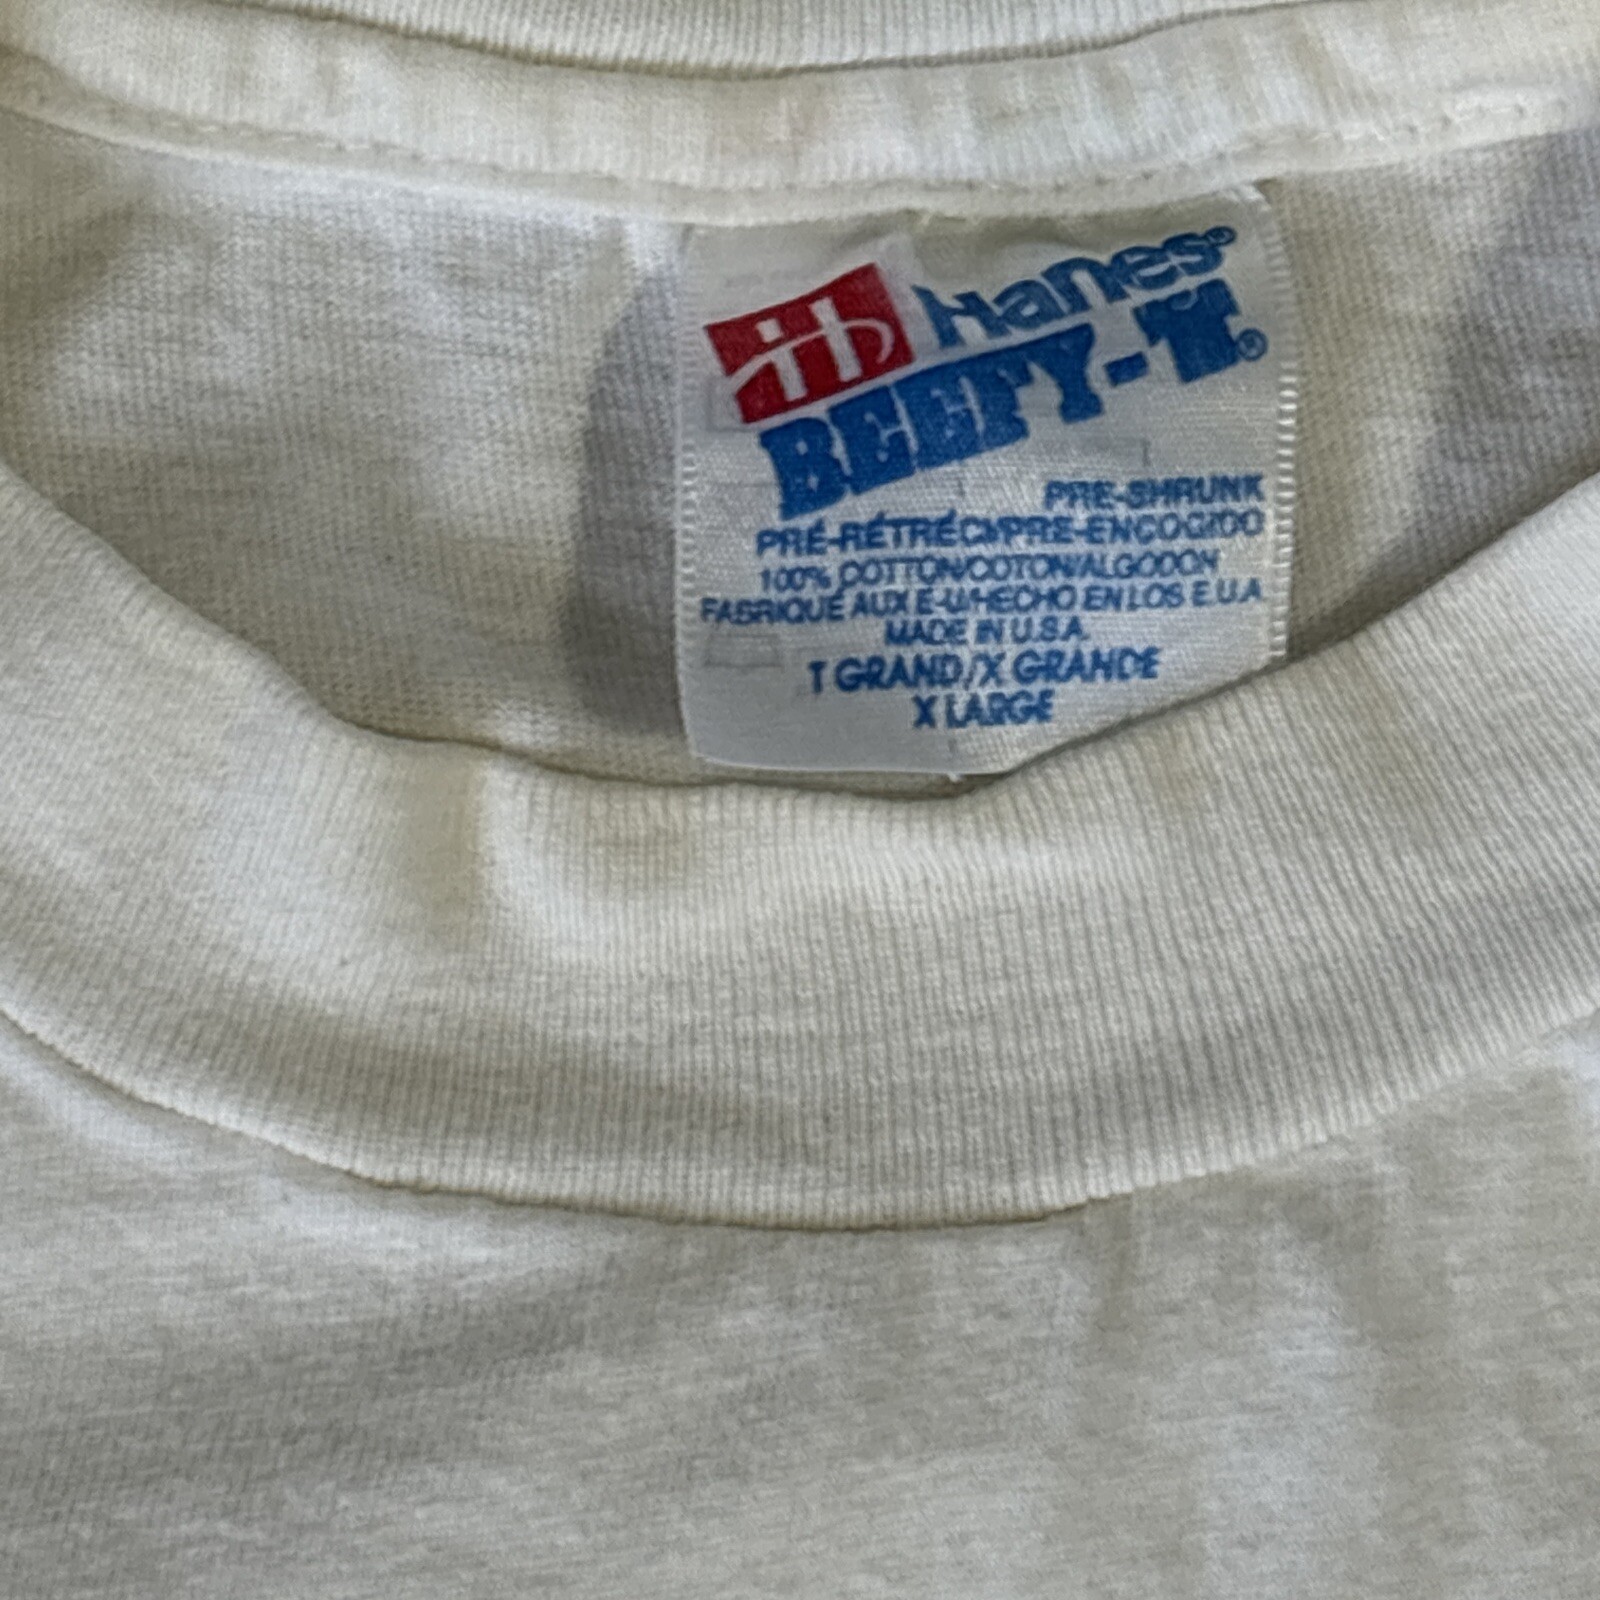 Hanes®
BEEFY-T®
PRE-SHRUNK
PRÉ-RÉTRÉCI/PRE-ENCOGIDO
100% COTTON/COTON/ALGODON
FABRIQUÉ AUX E-U/HECHO EN LOS E.U.A
MADE IN U.S.A.
T GRAND/X GRANDE
X LARGE